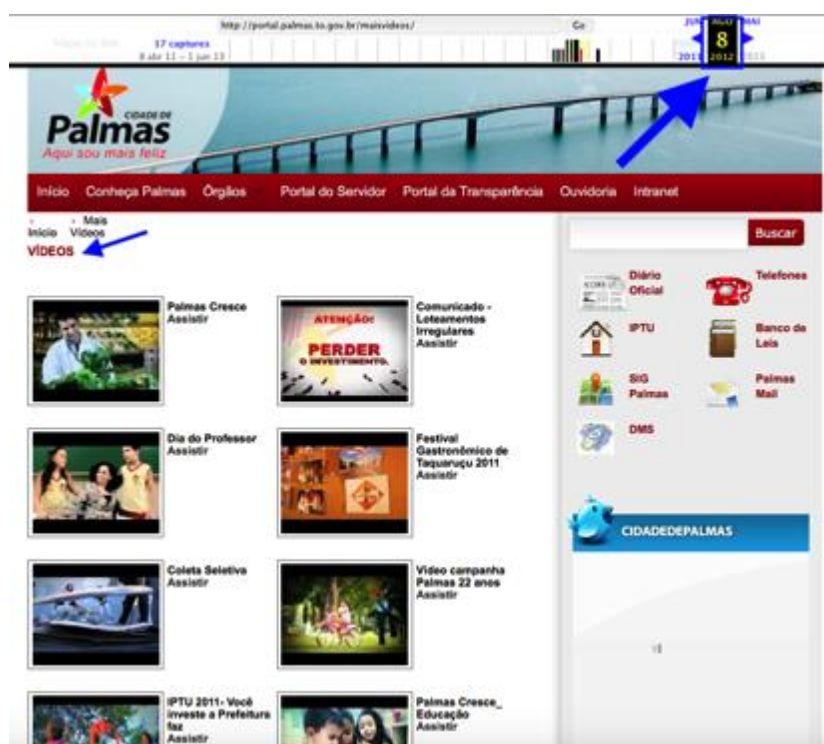 http://portal.palmas.to.gov.br/maisvideos/
Go
JUN AGO MAI
17 captures
8
8 abr 11 - 1 jun 13
2011 2012 2013
CIDADE DE
Palmas
Aqui sou mais feliz
Início Conheça Palmas Órgãos Portal do Servidor Portal da Transparência Ouvidoria Intranet
Mais
Início Vídeos
VÍDEOS
Buscar
Palmas Cresce
Assistir
ATENÇÃO!
PERDER
O INVESTIMENTO.
Comunicado -
Loteamentos
Irregulares
Assistir
Dia do Professor
Assistir
Festival
Gastronômico de
Taquaruçu 2011
Assistir
Coleta Seletiva
Assistir
Vídeo campanha
Palmas 22 anos
Assistir
IPTU 2011- Você
investe a Prefeitura
faz
Assistir
Palmas Cresce_
Educação
Assistir
Diário
Oficial
Telefones
IPTU
Banco de
Leis
SIG
Palmas
Palmas
Mail
DMS
CIDADEDEPALMAS